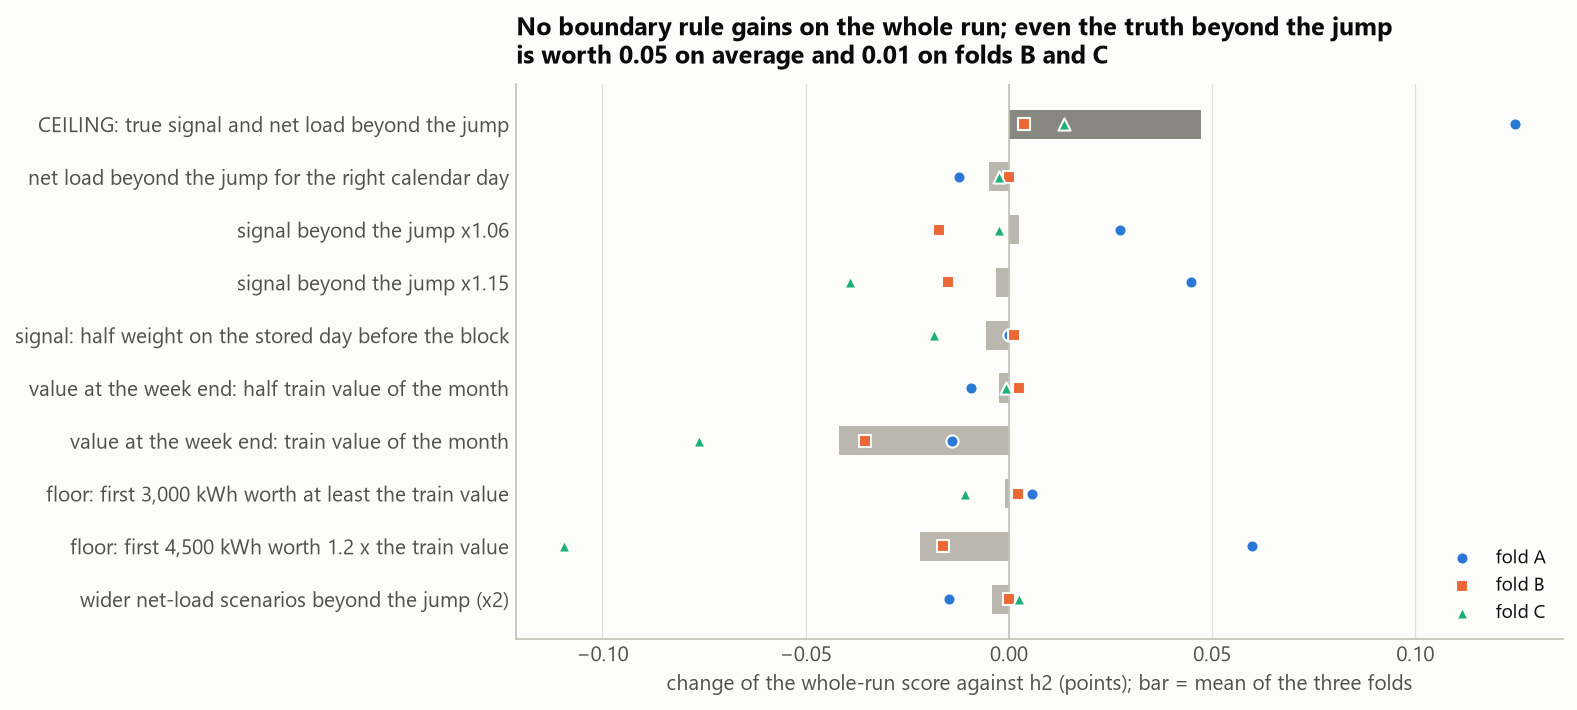 No boundary rule gains on the whole run; even the truth beyond the jump
is worth 0.05 on average and 0.01 on folds B and C
CEILING: true signal and net load beyond the jump
net load beyond the jump for the right calendar day
signal beyond the jump x1.06
signal beyond the jump x1.15
signal: half weight on the stored day before the block
value at the week end: half train value of the month
value at the week end: train value of the month
floor: first 3,000 kWh worth at least the train value
floor: first 4,500 kWh worth 1.2 x the train value
wider net-load scenarios beyond the jump (x2)
fold A
fold B
fold C
−0.10 −0.05 0.00 0.05 0.10
change of the whole-run score against h2 (points); bar = mean of the three folds